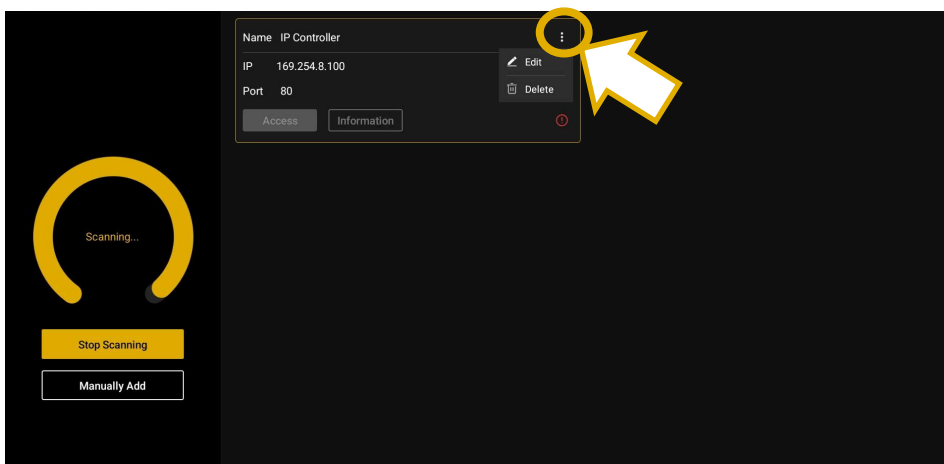 Name IP Controller
IP 169.254.8.100
Edit
Port 80
Delete
Access Information
Scanning...
Stop Scanning
Manually Add